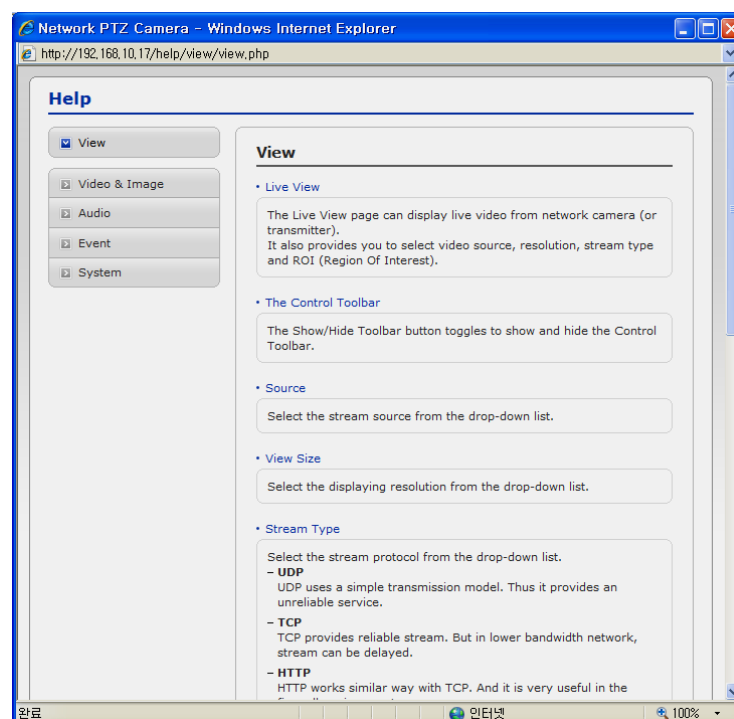 Network PTZ Camera - Windows Internet Explorer
http://192,168,10,17/help/view/view,php
Help
View
Video & Image
Audio
Event
System
View
• Live View
The Live View page can display live video from network camera (or
transmitter).
It also provides you to select video source, resolution, stream type
and ROI (Region Of Interest).
• The Control Toolbar
The Show/Hide Toolbar button toggles to show and hide the Control
Toolbar.
• Source
Select the stream source from the drop-down list.
• View Size
Select the displaying resolution from the drop-down list.
• Stream Type
Select the stream protocol from the drop-down list.
– UDP
UDP uses a simple transmission model. Thus it provides an
unreliable service.
– TCP
TCP provides reliable stream. But in lower bandwidth network,
stream can be delayed.
– HTTP
HTTP works similar way with TCP. And it is very useful in the
완료
인터넷
100%